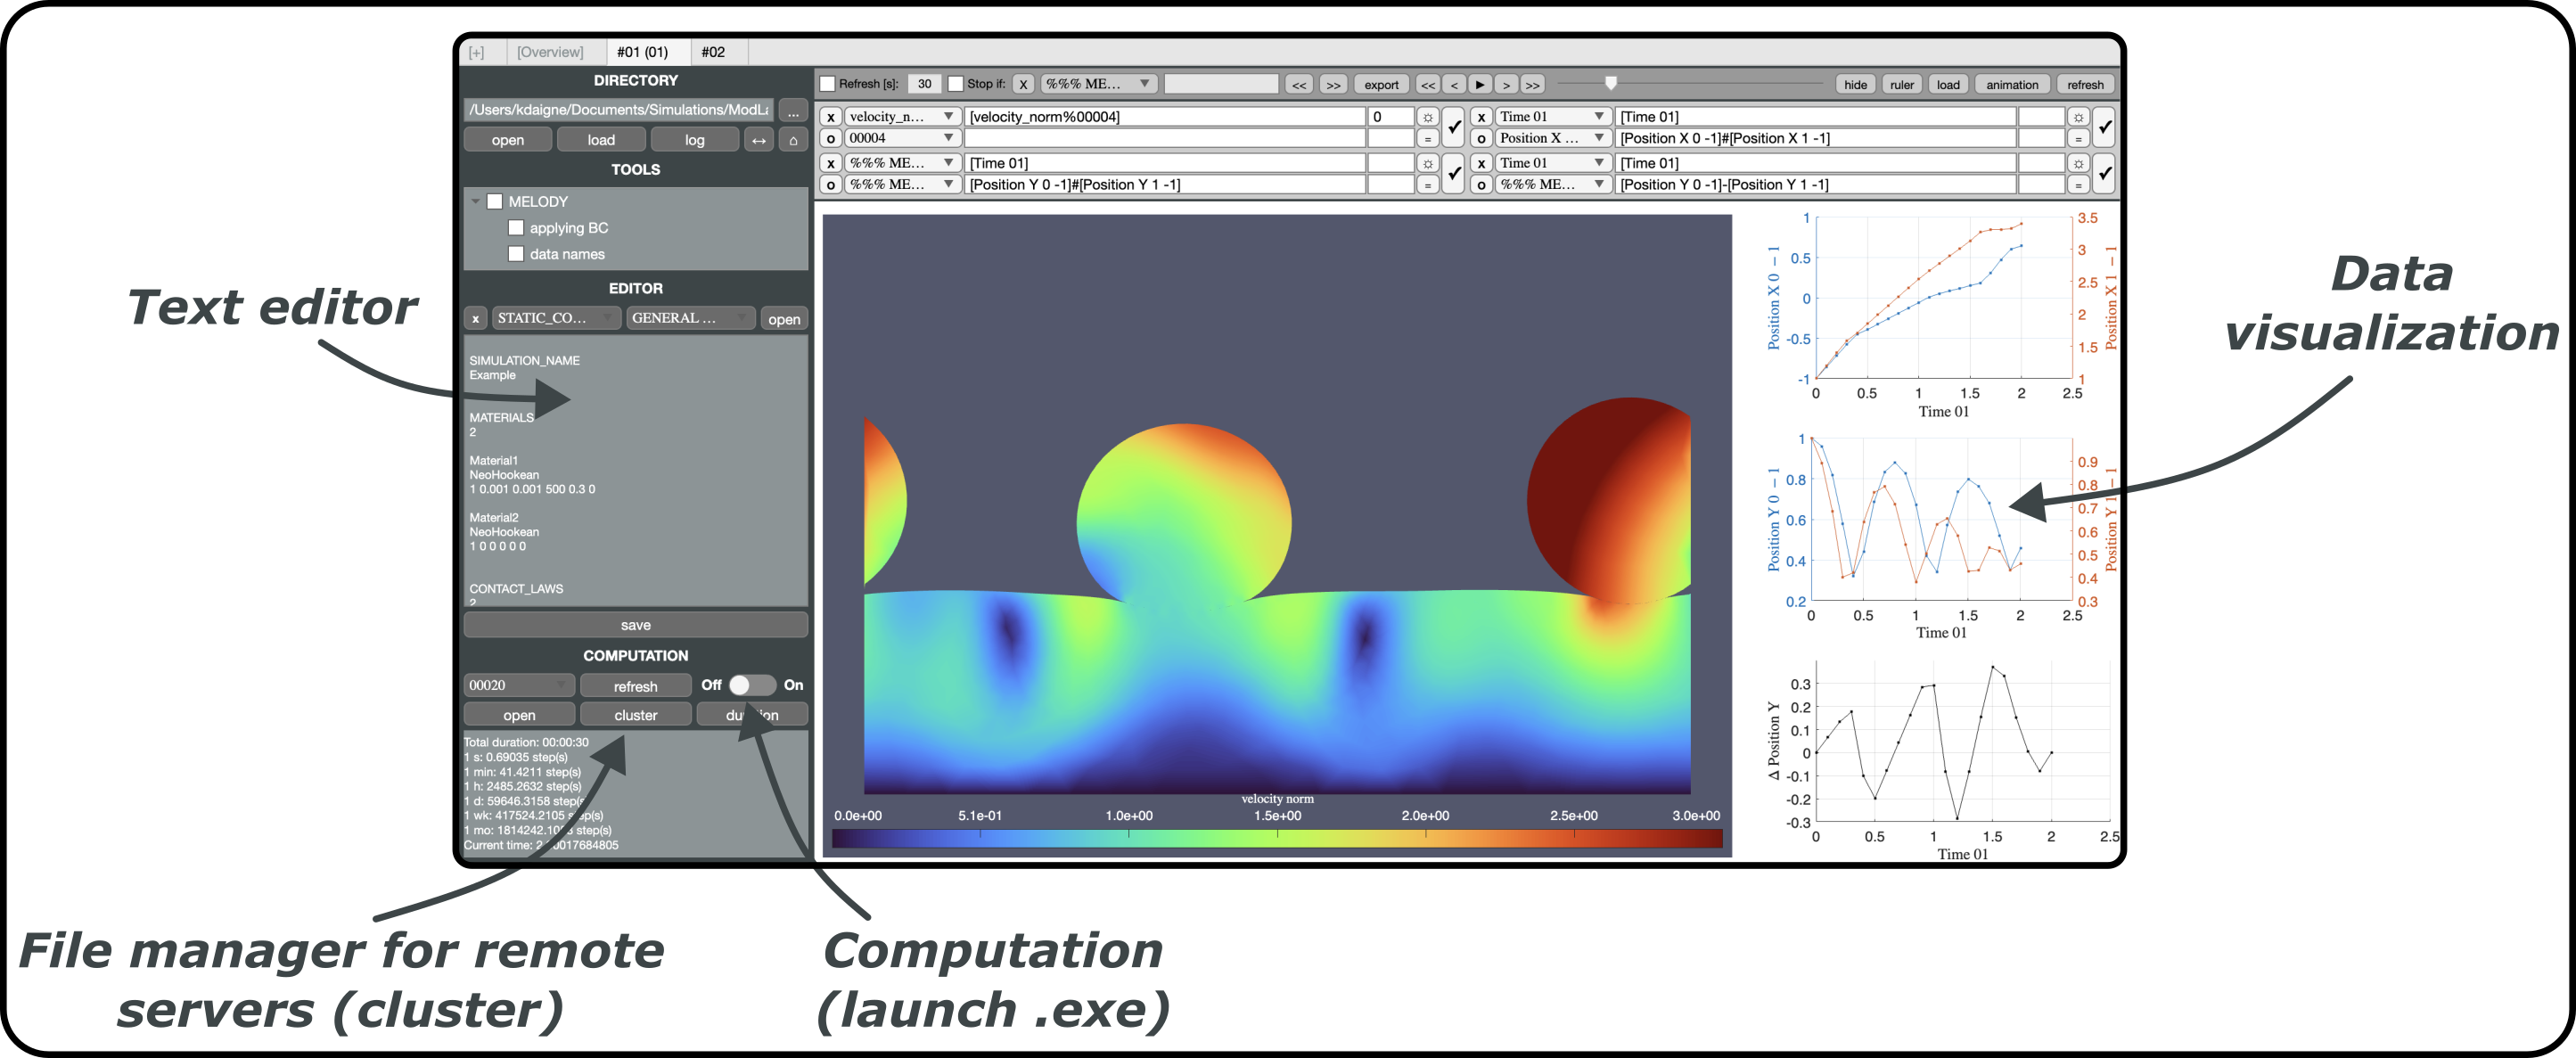 [+] [Overview] #01 (01) #02
DIRECTORY
/Users/kdaigne/Documents/Simulations/ModLa
...
open load log ↔ ⌂
TOOLS
MELODY
applying BC
data names
EDITOR
x STATIC_CO... GENERAL ... open
SIMULATION_NAME
Example
MATERIALS
2
Material1
NeoHookean
1 0.001 0.001 500 0.3 0
Material2
NeoHookean
1 0 0 0 0 0
CONTACT_LAWS
2
save
COMPUTATION
00020 refresh Off On
open cluster
Total duration: 00:00:30
1 s: 0.69035 step(s)
1 min: 41.4211 step(s)
1 h: 2485.2632 step(s)
1 d: 59646.3158 step(s)
1 wk: 417524.2105 step(s)
1 mo: step(s)
Current time:
Refresh [s]: 30 Stop if: X %%% ME... << >> export << < ▶ > >> hide ruler load animation refresh
x velocity_n... [velocity_norm%00004] 0 ☼ ✓ x Time 01 [Time 01] ☼ ✓
o 00004 = o Position X ... [Position X 0 -1]#[Position X 1 -1] =
x %%% ME... [Time 01] ☼ ✓ x Time 01 [Time 01] ☼ ✓
o %%% ME... [Position Y 0 -1]#[Position Y 1 -1] = o %%% ME... [Position Y 0 -1]-[Position Y 1 -1] =
velocity norm
0.0e+00 5.1e-01 1.0e+00 1.5e+00 2.0e+00 2.5e+00 3.0e+00
Position X 0 − 1
1
0.5
0
-0.5
-1
3.5
3
2.5
2
1.5
1
Position X 1 − 1
0 0.5 1 1.5 2 2.5
Time 01
Position Y 0 − 1
1
0.8
0.6
0.4
0.2
0.9
0.8
0.7
0.6
0.5
0.4
0.3
Position Y 1 − 1
0 0.5 1 1.5 2 2.5
Time 01
Δ Position Y
0.3
0.2
0.1
0
-0.1
-0.2
-0.3
0 0.5 1 1.5 2 2.5
Time 01
Text editor
Data
visualization
File manager for remote
servers (cluster)
Computation
(launch .exe)